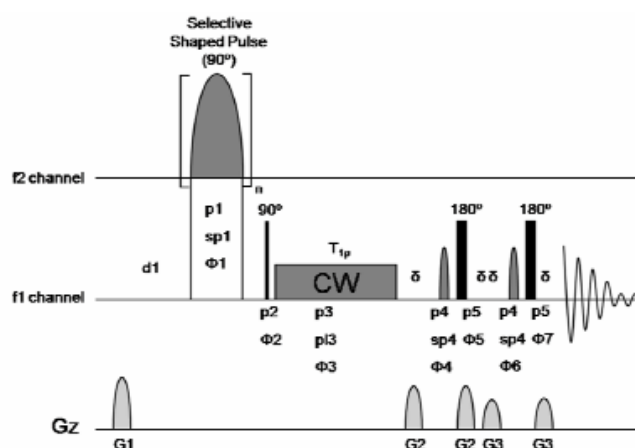 Selective
Shaped Pulse
(90º)
f2 channel
n
p1
sp1
Φ1
90º
180º
180º
T1ρ
d1
CW
δ
δδ
δ
f1 channel
p2
p3
p4
p5
p4
p5
Φ2
pl3
sp4
Φ5
sp4
Φ7
Φ3
Φ4
Φ6
Gz
G1
G2
G2
G3
G3